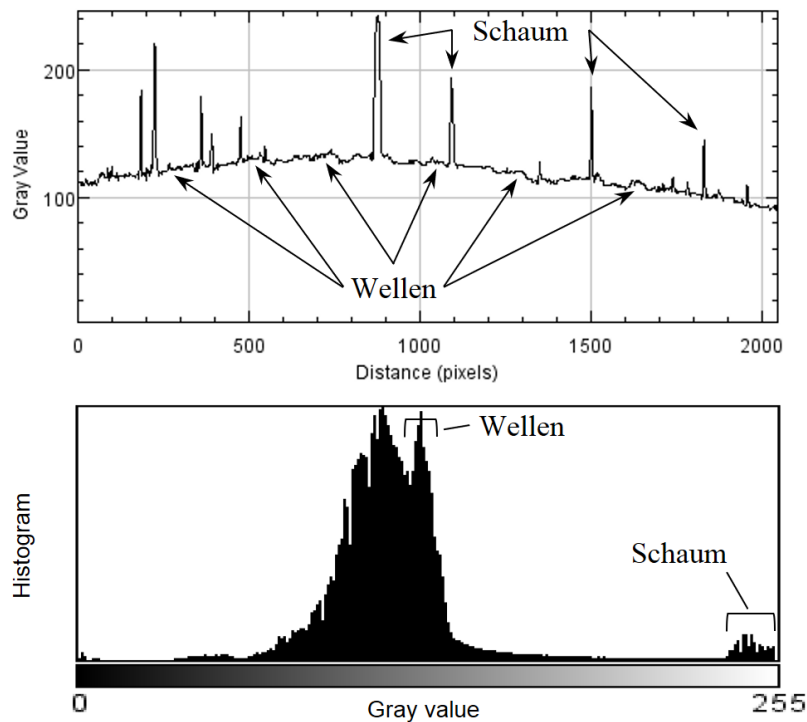 Schaum
200
100
Gray Value
Wellen
0
500
1000
1500
2000
Distance (pixels)
Wellen
Schaum
Histogram
0
255
Gray value